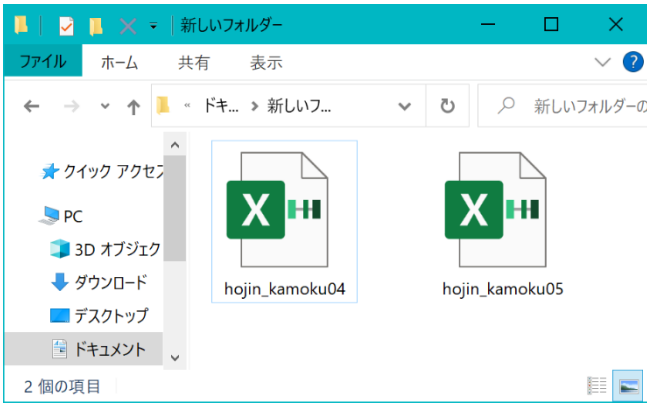 新しいフォルダー
ファイル ホーム 共有 表示
« ドキ... > 新しいフ... 新しいフォルダーの
クイック アクセス
PC
3D オブジェク
ダウンロード
デスクトップ
ドキュメント
X X
hojin_kamoku04 hojin_kamoku05
2 個の項目